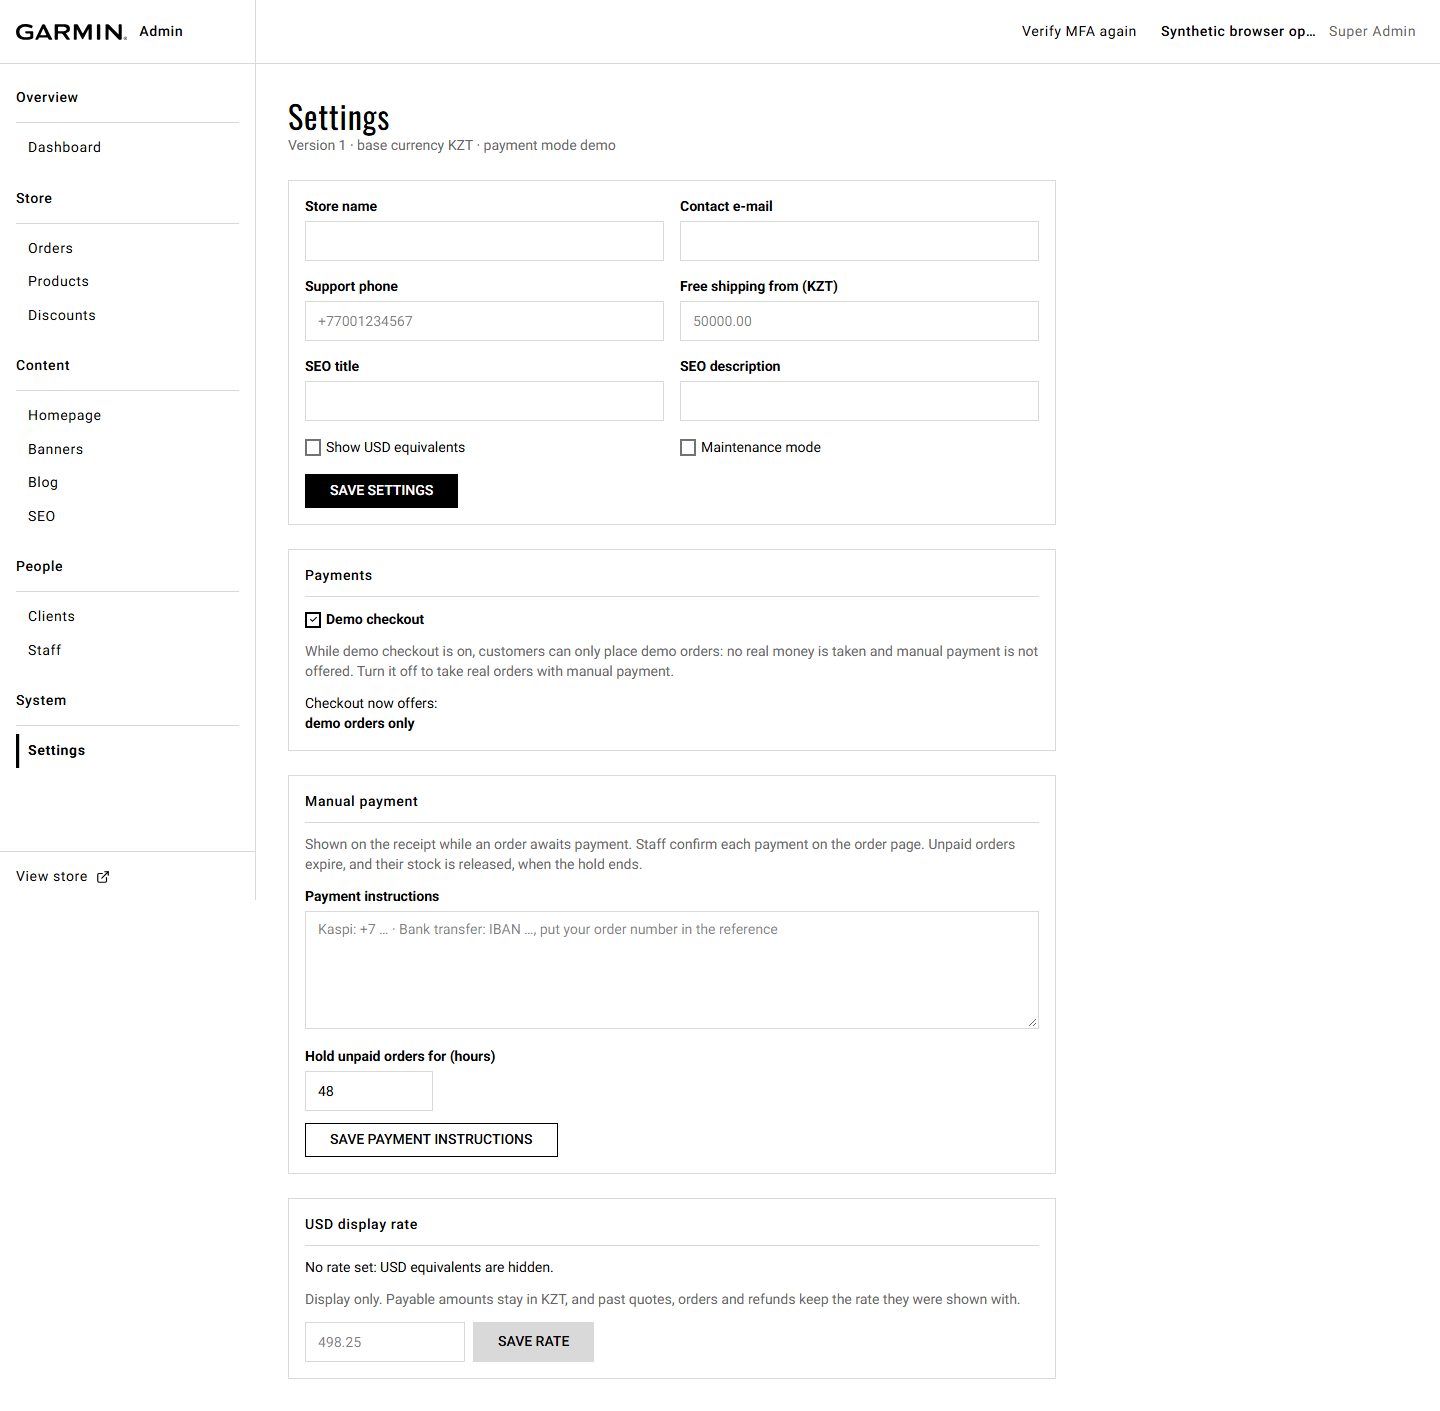 GARMIN. Admin
Verify MFA again
Synthetic browser op...
Super Admin
Overview
Dashboard
Store
Orders
Products
Discounts
Content
Homepage
Banners
Blog
SEO
People
Clients
Staff
System
Settings
View store
Settings
Version 1 · base currency KZT · payment mode demo
Store name
Contact e-mail
Support phone
Free shipping from (KZT)
+77001234567
50000.00
SEO title
SEO description
Show USD equivalents
Maintenance mode
SAVE SETTINGS
Payments
Demo checkout
While demo checkout is on, customers can only place demo orders: no real money is taken and manual payment is not
offered. Turn it off to take real orders with manual payment.
Checkout now offers:
demo orders only
Manual payment
Shown on the receipt while an order awaits payment. Staff confirm each payment on the order page. Unpaid orders
expire, and their stock is released, when the hold ends.
Payment instructions
Kaspi: +7 ... · Bank transfer: IBAN ..., put your order number in the reference
Hold unpaid orders for (hours)
48
SAVE PAYMENT INSTRUCTIONS
USD display rate
No rate set: USD equivalents are hidden.
Display only. Payable amounts stay in KZT, and past quotes, orders and refunds keep the rate they were shown with.
498.25
SAVE RATE